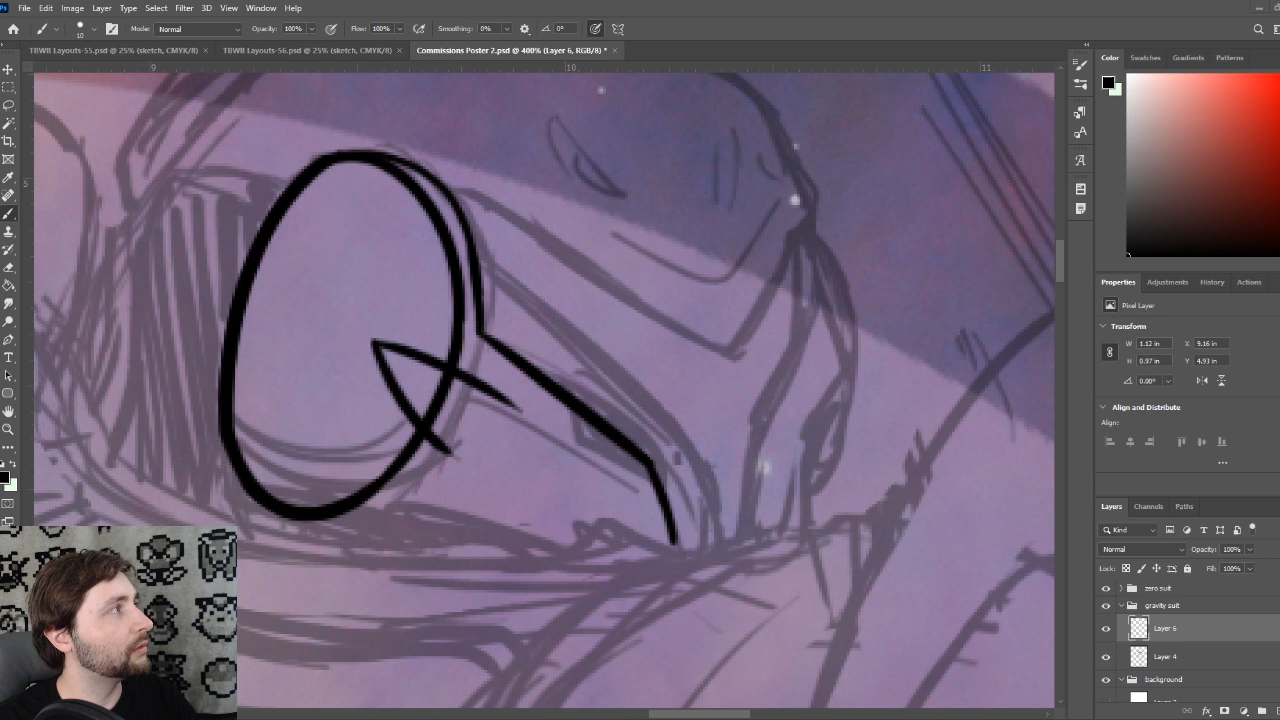 File Edit Image Layer Type Select Filter 3D View Window Help
10 Mode: Normal Opacity: 100% Flow: 100% Smoothing: 0% 0°
TBWB Layouts-55.psd @ 25% (sketch, CMYK/8) × TBWB Layouts-56.psd @ 25% (sketch, CMYK/8) × Commissions Poster 2.psd @ 400% (Layer 6, RGB/8) * ×
9 10 11
5
Color Swatches Gradients Patterns
Properties Adjustments History Actions
Pixel Layer
Transform
W 1.12 in X 9.16 in
H 0.97 in Y 4.93 in
0.00°
Align and Distribute
Align:
Layers Channels Paths
Kind
Normal Opacity: 100%
Lock: Fill: 100%
zero suit
gravity suit
Layer 6
Layer 4
background